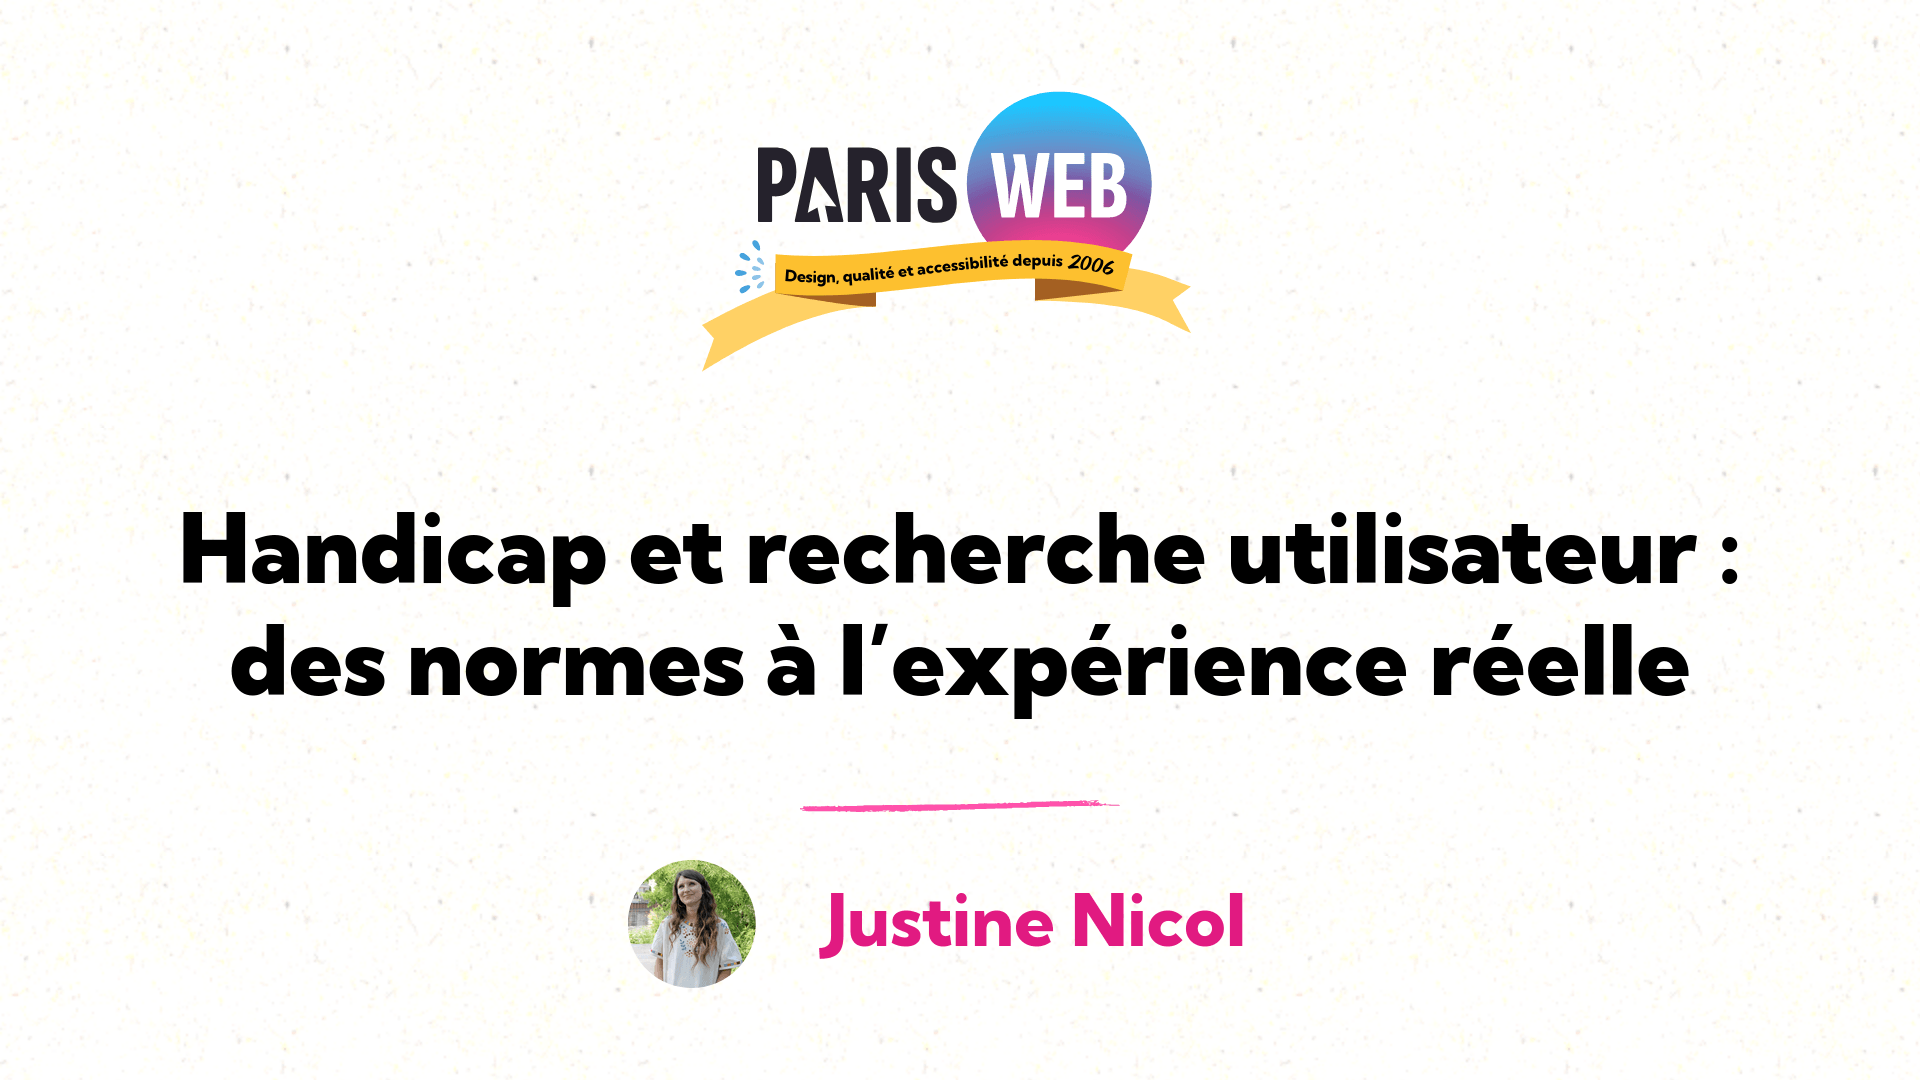 PARIS WEB
Design, qualité et accessibilité depuis 2006
Handicap et recherche utilisateur :
des normes à l’expérience réelle
Justine Nicol